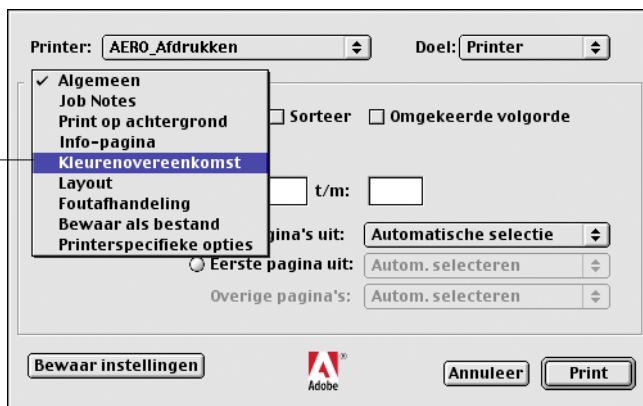 Printer: AERO_Afdrukken Doel: Printer
✓ Algemeen
Job Notes
Print op achtergrond Sorteer Omgekeerde volgorde
Info-pagina
Kleurenovereenkomst
Layout t/m:
Foutafhandeling
Bewaar als bestand gina's uit: Automatische selectie
Printerspecifieke opties
Eerste pagina uit: Autom. selecteren
Overige pagina's: Autom. selecteren
Bewaar instellingen Adobe® Annuleer Print